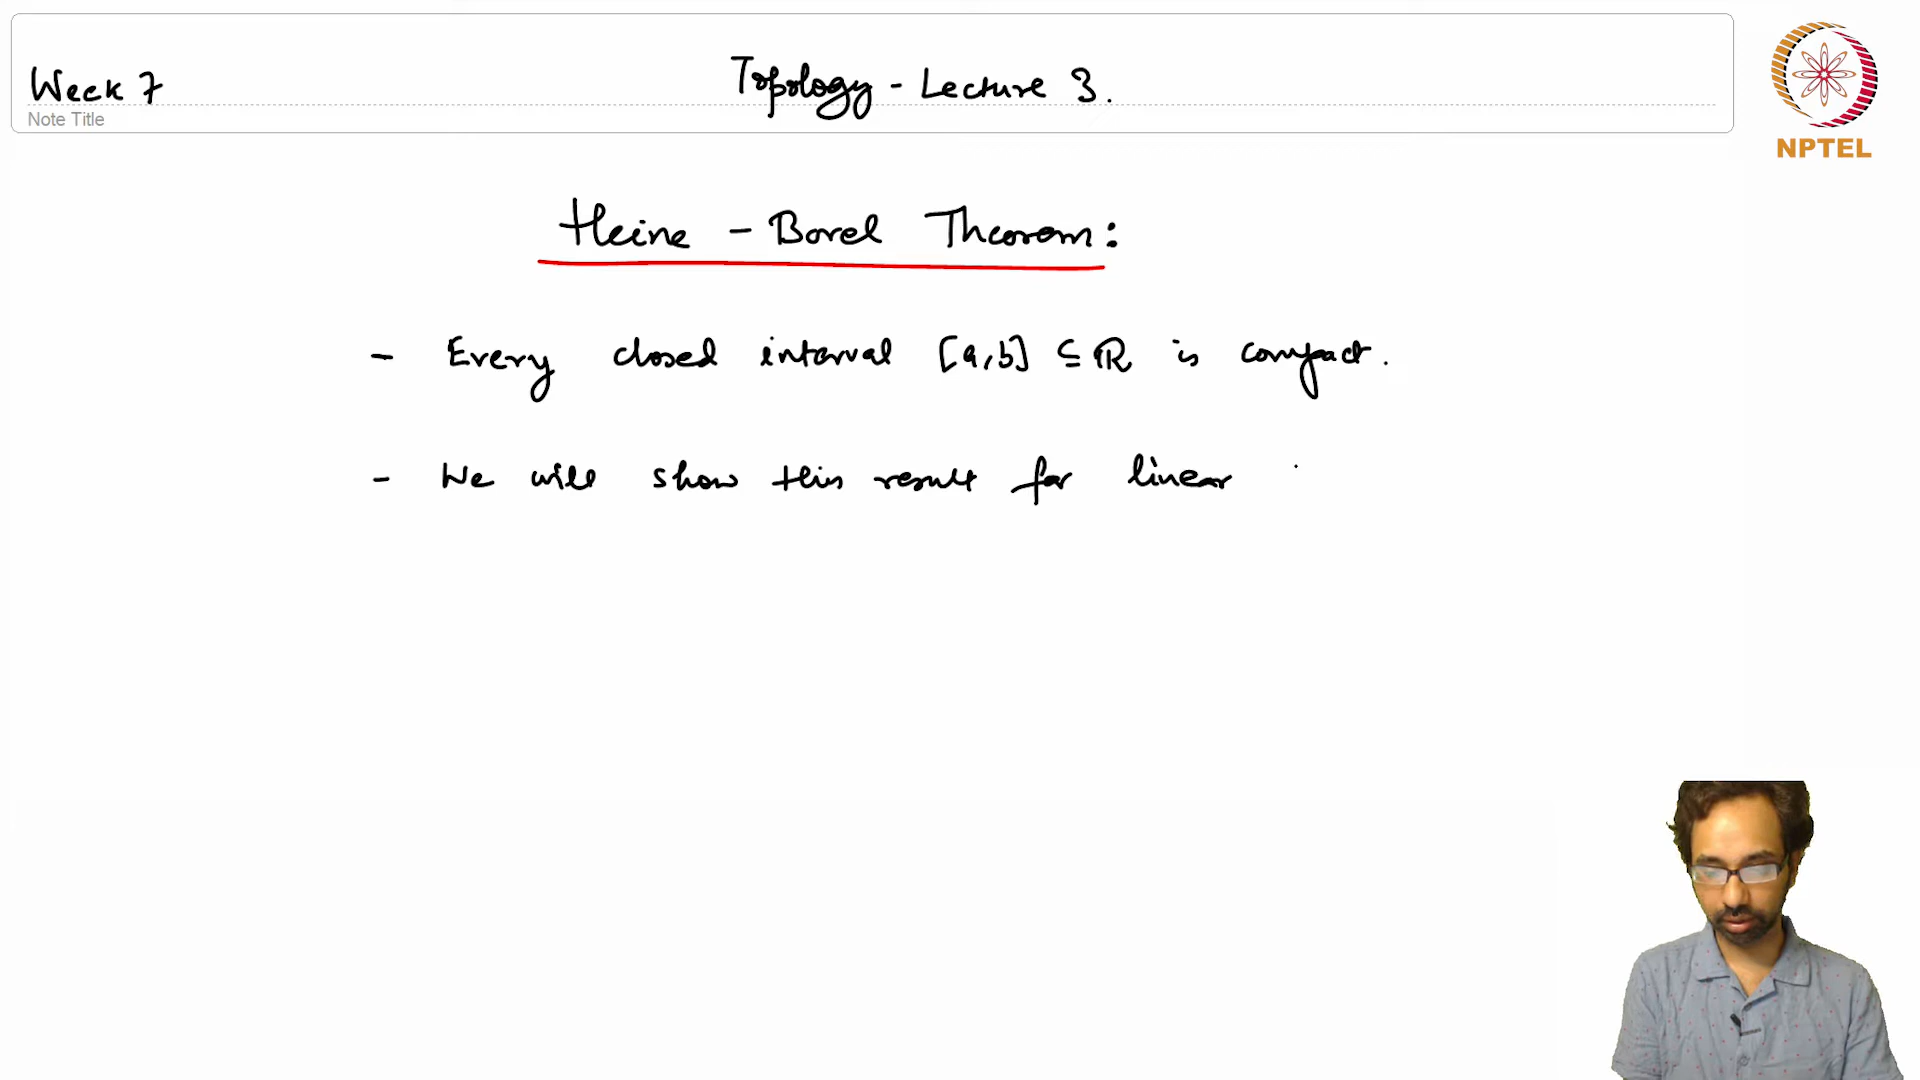 Week 7
Topology - Lecture 3.
Note Title
NPTEL
Heine - Borel Theorem:
- Every closed interval [a,b] ⊆ ℝ is compact.
- We will show this result for linear